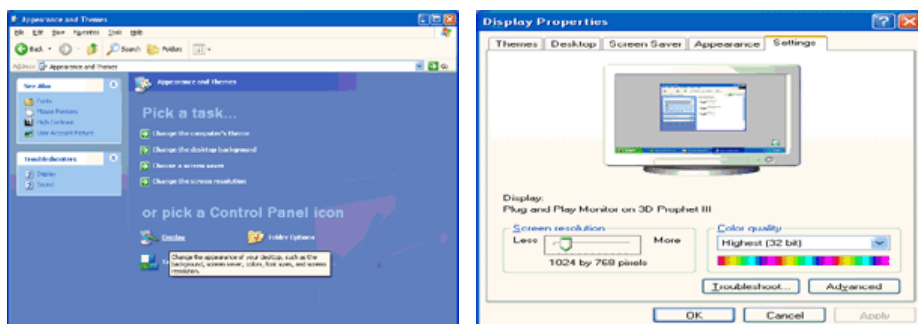 Appearance and Themes
File Edit View Favorites Tools Help
Back Search Folders
Address Appearance and Themes Go
See Also
Fonts
Mouse Pointers
High Contrast
User Account Picture
Troubleshooters
Display
Sound
Appearance and Themes
Pick a task...
Change the computer's theme
Change the desktop background
Choose a screen saver
Change the screen resolution
or pick a Control Panel icon
Display Folder Options
Change the appearance of your desktop, such as the
background, screen saver, colors, font sizes, and screen
resolution.
Display Properties
Themes Desktop Screen Saver Appearance Settings
Display:
Plug and Play Monitor on 3D Prophet III
Screen resolution
Less More
1024 by 768 pixels
Color quality
Highest (32 bit)
Troubleshoot... Advanced
OK Cancel Apply